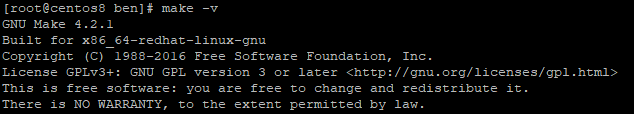 [root@centos8 ben]# make -v
GNU Make 4.2.1
Built for x86_64-redhat-linux-gnu
Copyright (C) 1988-2016 Free Software Foundation, Inc.
License GPLv3+: GNU GPL version 3 or later <http://gnu.org/licenses/gpl.html>
This is free software: you are free to change and redistribute it.
There is NO WARRANTY, to the extent permitted by law.